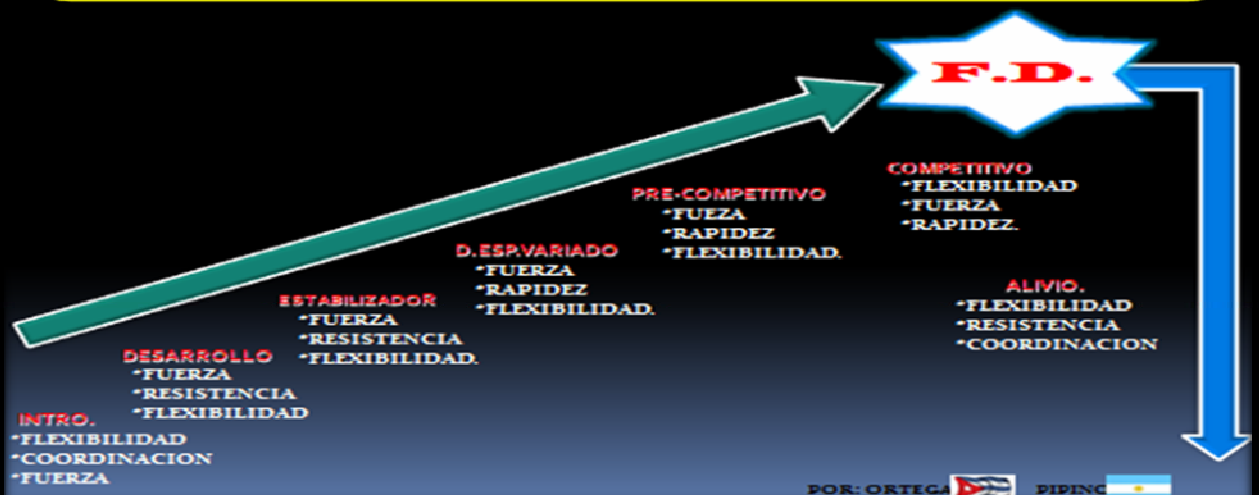 F.D.
COMPETITIVO
*FLEXIBILIDAD
*FUERZA
*RAPIDEZ.
PRE-COMPETITIVO
*FUEZA
*RAPIDEZ
*FLEXIBILIDAD.
D.ESP.VARIADO
*FUERZA
*RAPIDEZ
*FLEXIBILIDAD.
ALIVIO.
*FLEXIBILIDAD
*RESISTENCIA
*COORDINACION
ESTABILIZADOR
*FUERZA
*RESISTENCIA
*FLEXIBILIDAD.
DESARROLLO
*FUERZA
*RESISTENCIA
*FLEXIBILIDAD
INTRO.
*FLEXIBILIDAD
*COORDINACION
*FUERZA
POR: ORTEGA PIPINO